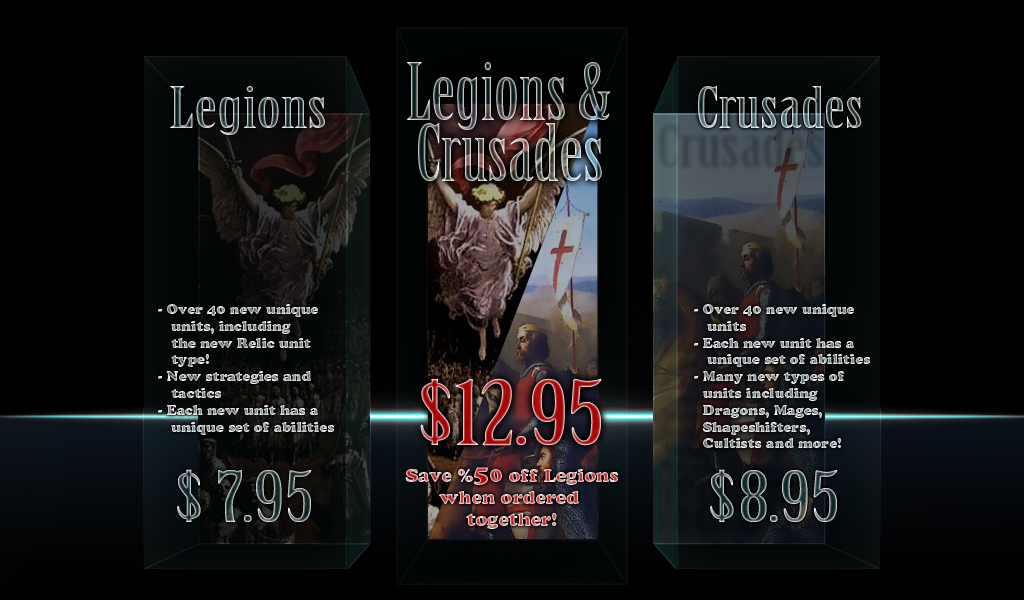 Legions
- Over 40 new unique
units, including
the new Relic unit
type!
- New strategies and
tactics
- Each new unit has a
unique set of abilities
$ 7.95
Legions &
Crusades
$12.95
Save %50 off Legions
when ordered
together!
Crusades
Crusades
- Over 40 new unique
units
- Each new unit has a
unique set of abilities
- Many new types of
units including
Dragons, Mages,
Shapeshifters,
Cultists and more!
$8.95